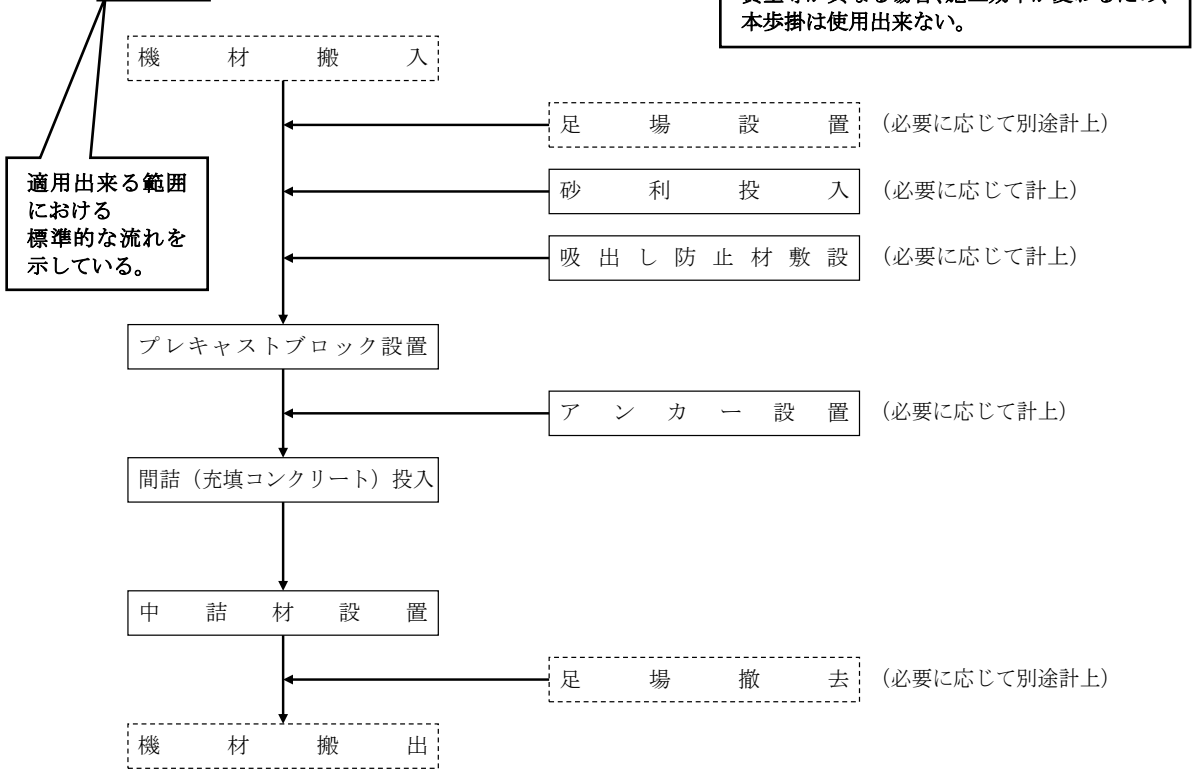 本歩掛は使用出来ない。
機材搬入
足場設置 （必要に応じて別途計上）
適用出来る範囲
における
標準的な流れを
示している。
砂利投入 （必要に応じて計上）
吸出し防止材敷設 （必要に応じて計上）
プレキャストブロック設置
アンカー設置 （必要に応じて計上）
間詰（充填コンクリート）投入
中詰材設置
足場撤去 （必要に応じて別途計上）
機材搬出